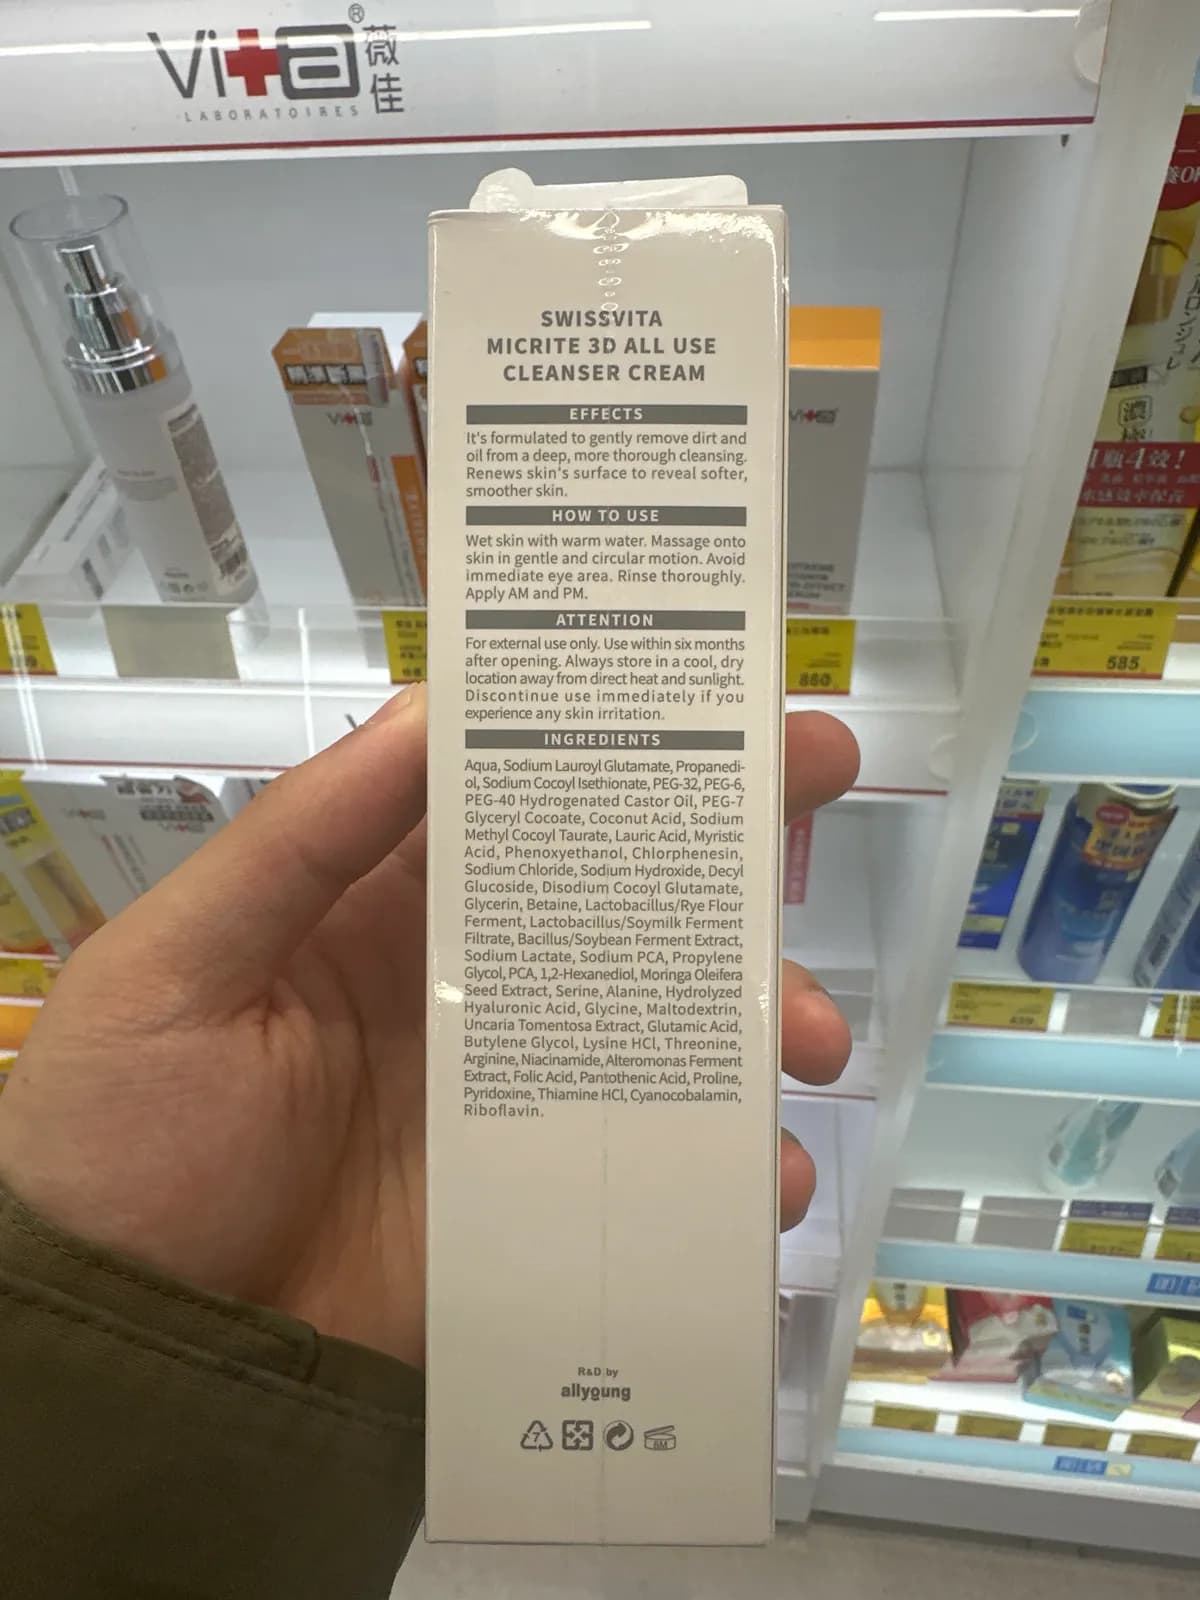 Vita®薇佳
LABORATOIRES
SWISSVITA
MICRITE 3D ALL USE
CLEANSER CREAM
EFFECTS
It's formulated to gently remove dirt and
oil from a deep, more thorough cleansing.
Renews skin's surface to reveal softer,
smoother skin.
HOW TO USE
Wet skin with warm water. Massage onto
skin in gentle and circular motion. Avoid
immediate eye area. Rinse thoroughly.
Apply AM and PM.
ATTENTION
For external use only. Use within six months
after opening. Always store in a cool, dry
location away from direct heat and sunlight.
Discontinue use immediately if you
experience any skin irritation.
INGREDIENTS
Aqua, Sodium Lauroyl Glutamate, Propanedi-
ol, Sodium Cocoyl Isethionate, PEG-32, PEG-6,
PEG-40 Hydrogenated Castor Oil, PEG-7
Glyceryl Cocoate, Coconut Acid, Sodium
Methyl Cocoyl Taurate, Lauric Acid, Myristic
Acid, Phenoxyethanol, Chlorphenesin,
Sodium Chloride, Sodium Hydroxide, Decyl
Glucoside, Disodium Cocoyl Glutamate,
Glycerin, Betaine, Lactobacillus/Rye Flour
Ferment, Lactobacillus/Soymilk Ferment
Filtrate, Bacillus/Soybean Ferment Extract,
Sodium Lactate, Sodium PCA, Propylene
Glycol, PCA, 1,2-Hexanediol, Moringa Oleifera
Seed Extract, Serine, Alanine, Hydrolyzed
Hyaluronic Acid, Glycine, Maltodextrin,
Uncaria Tomentosa Extract, Glutamic Acid,
Butylene Glycol, Lysine HCl, Threonine,
Arginine, Niacinamide, Alteromonas Ferment
Extract, Folic Acid, Pantothenic Acid, Proline,
Pyridoxine, Thiamine HCl, Cyanocobalamin,
Riboflavin.
R&D by
allyoung
7
6M
860
585
1瓶4效!
濃